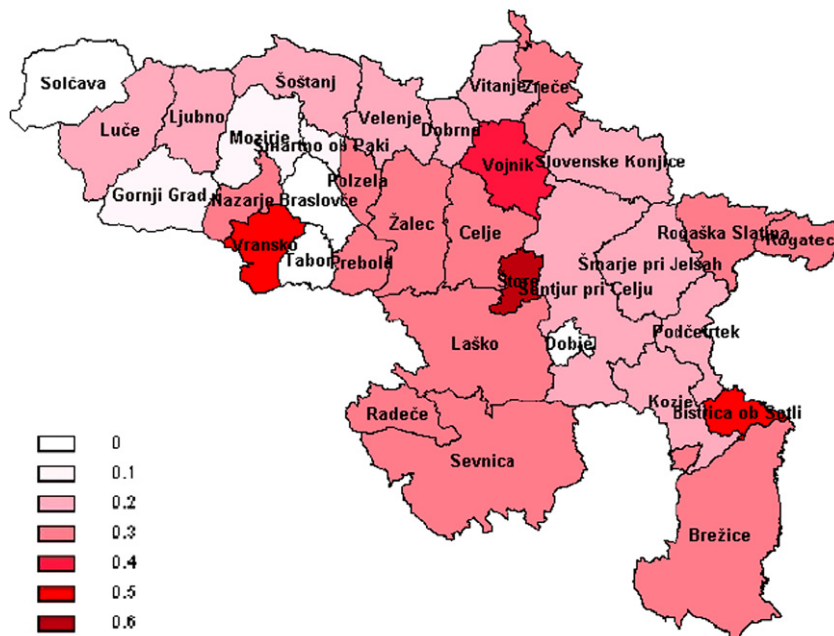 Solčava
Luče
Ljubno
Šoštanj
Mozirje
Šmartno ob Paki
Velenje
Dobrna
Vitanje
Zreče
Vojnik
Slovenske Konjice
Gornji Grad
Nazarje
Braslovče
Polzela
Vransko
Tabor
Prebold
Žalec
Celje
Štore
Šmarje pri Jelšah
Šentjur pri Celju
Rogaška Slatina
Rogatec
Laško
Dobje
Podčetrtek
Kozje
Bistrica ob Sotli
Radeče
Sevnica
Brežice
0
0.1
0.2
0.3
0.4
0.5
0.6